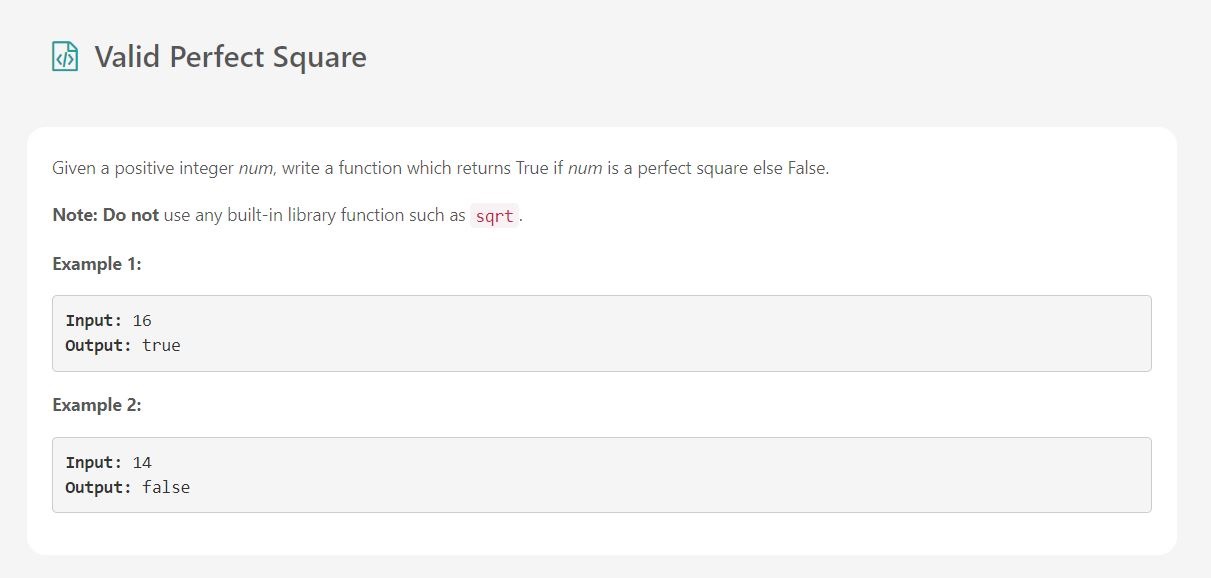 Valid Perfect Square
Given a positive integer num, write a function which returns True if num is a perfect square else False.
Note: Do not use any built-in library function such as sqrt.
Example 1:
Input: 16
Output: true
Example 2:
Input: 14
Output: false